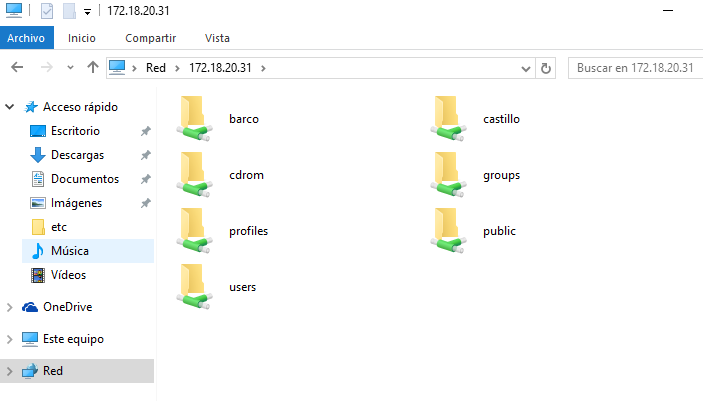 172.18.20.31
Archivo Inicio Compartir Vista
Red 172.18.20.31 Buscar en 172.18.20.31
Acceso rápido
Escritorio
Descargas
Documentos
Imágenes
etc
Música
Vídeos
OneDrive
Este equipo
Red
barco castillo
cdrom groups
profiles public
users